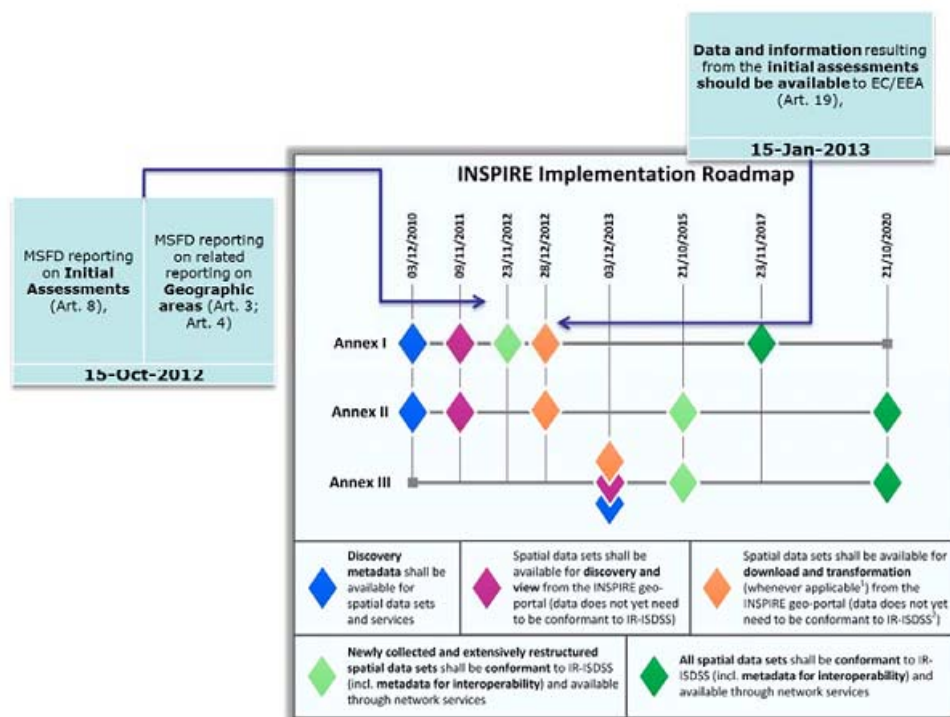 Data and information resulting
from the initial assessments
should be available to EC/EEA
(Art. 19),
15-Jan-2013
MSFD reporting
on Initial
Assessments
(Art. 8),
MSFD reporting
on related
reporting on
Geographic
areas (Art. 3;
Art. 4)
15-Oct-2012
INSPIRE Implementation Roadmap
03/12/2010
09/11/2011
23/11/2012
28/12/2012
03/12/2013
21/10/2015
23/11/2017
21/10/2020
Annex I
Annex II
Annex III
Discovery
metadata shall be
available for
spatial data sets
and services
Spatial data sets shall be
available for discovery and
view from the INSPIRE geo-
portal (data does not yet need
to be conformant to IR-ISDSS)
Spatial data sets shall be available for
download and transformation
(whenever applicable¹) from the
INSPIRE geo-portal (data does not yet
need to be conformant to IR-ISDSS²)
Newly collected and extensively restructured
spatial data sets shall be conformant to IR-ISDSS
(incl. metadata for interoperability) and available
through network services
All spatial data sets shall be conformant to IR-
ISDSS (incl. metadata for interoperability) and
available through network services